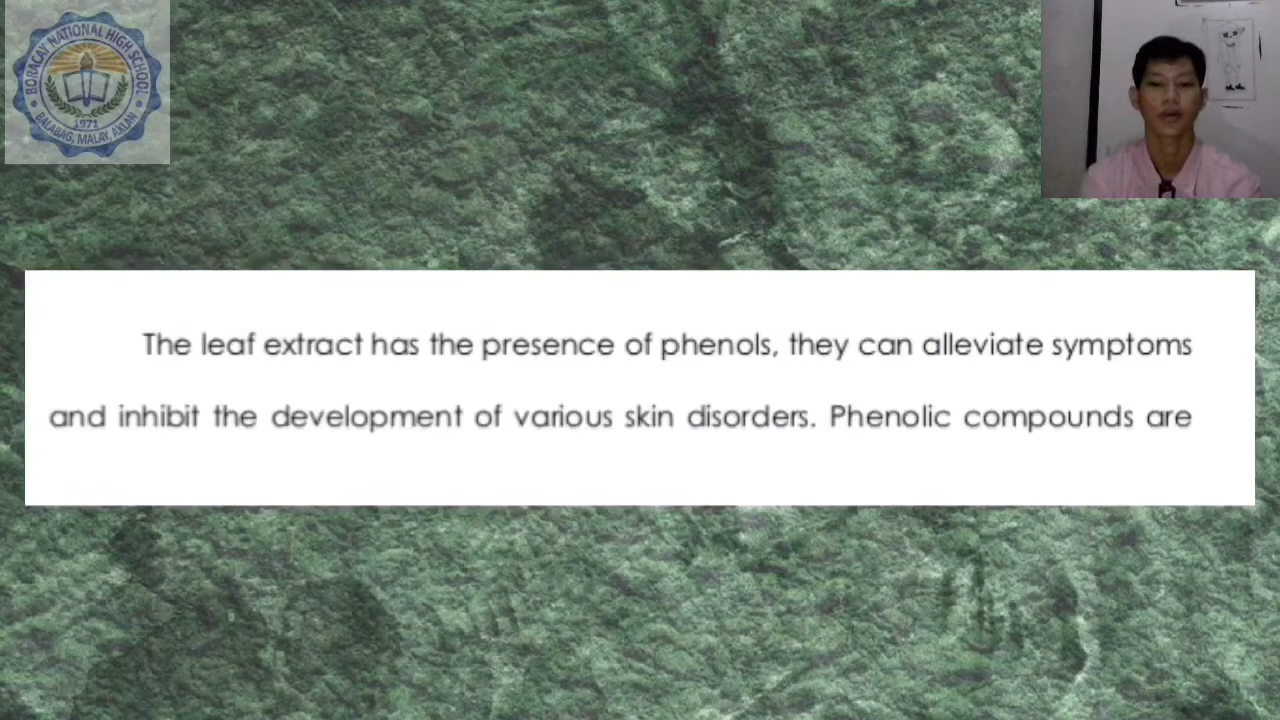 BORACAY NATIONAL HIGH SCHOOL
1971
BALABAG, MALAY, AKLAN
The leaf extract has the presence of phenols, they can alleviate symptoms
and inhibit the development of various skin disorders. Phenolic compounds are